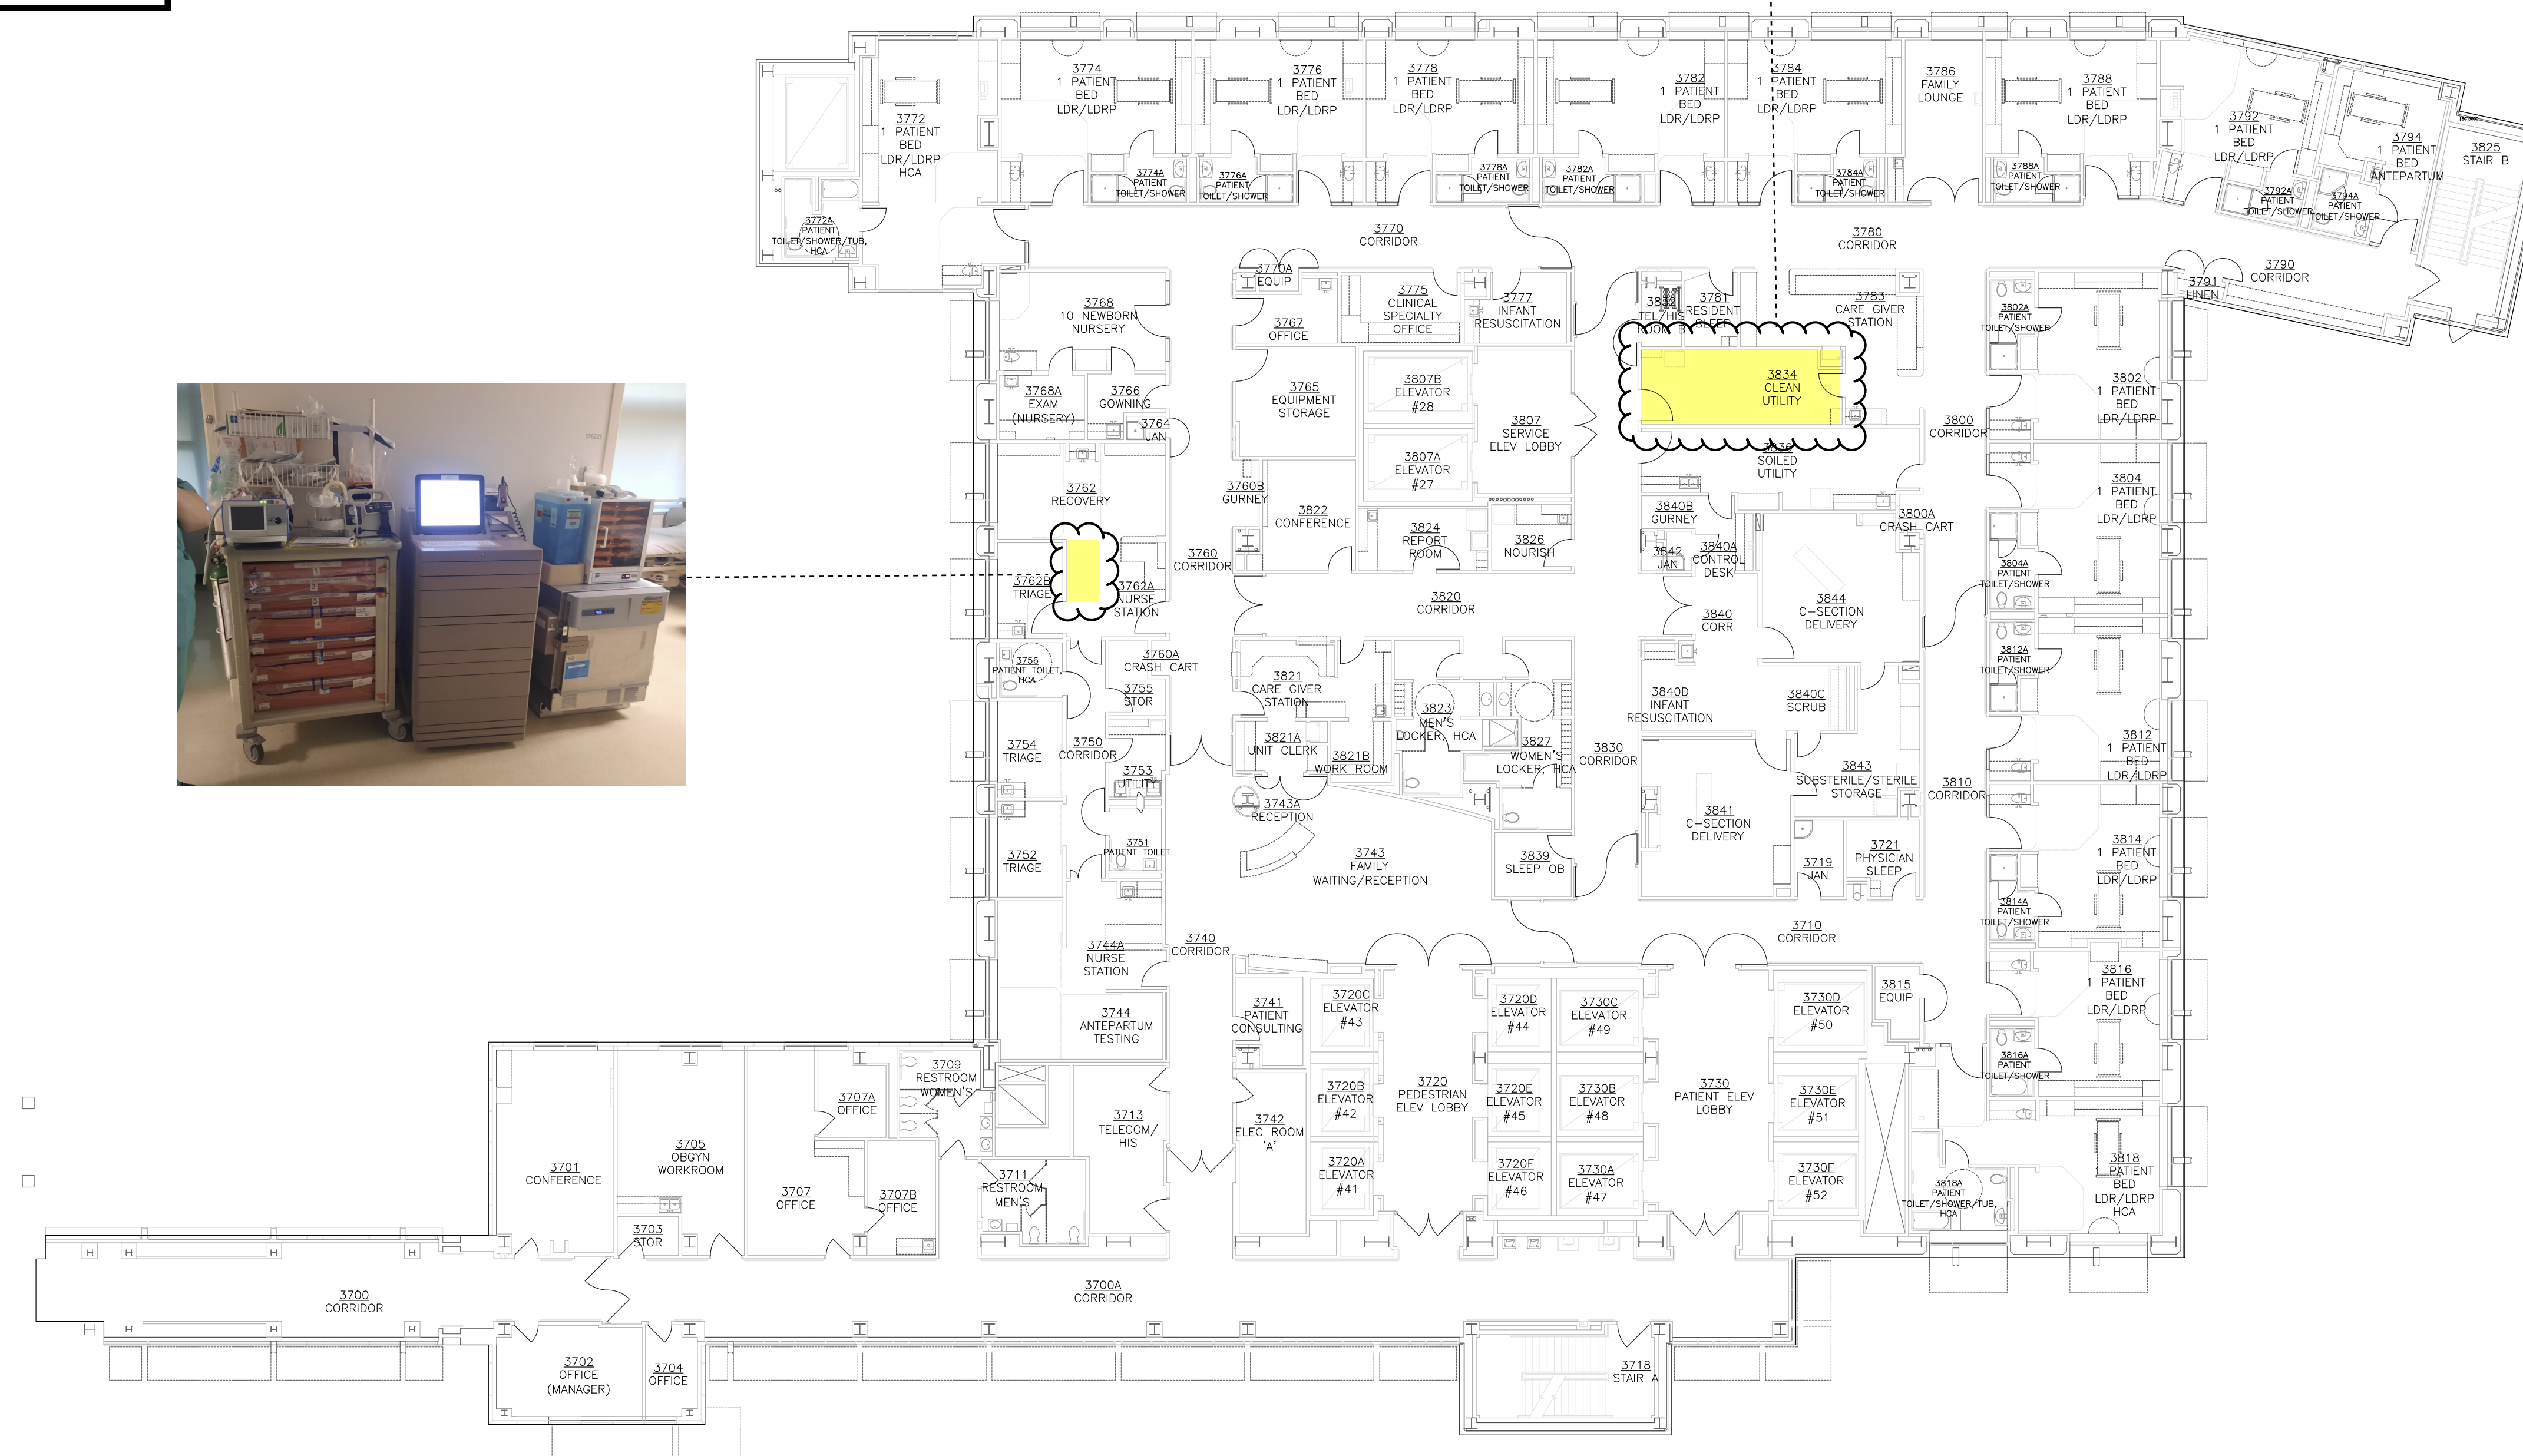 3774
1 PATIENT
BED
LDR/LDRP
3776
1 PATIENT
BED
LDR/LDRP
3778
1 PATIENT
BED
LDR/LDRP
3782
1 PATIENT
BED
LDR/LDRP
3784
1 PATIENT
BED
LDR/LDRP
3786
FAMILY
LOUNGE
3788
1 PATIENT
BED
LDR/LDRP
3792
1 PATIENT
BED
LDR/LDRP
3794
1 PATIENT
BED
ANTEPARTUM
3825
STAIR B
3772
1 PATIENT
BED
LDR/LDRP
HCA
3774A
PATIENT
TOILET/SHOWER
3776A
PATIENT
TOILET/SHOWER
3778A
PATIENT
TOILET/SHOWER
3782A
PATIENT
TOILET/SHOWER
3784A
PATIENT
TOILET/SHOWER
3788A
PATIENT
TOILET/SHOWER
3792A
PATIENT
TOILET/SHOWER
3794A
PATIENT
TOILET/SHOWER
3772A
PATIENT
TOILET/SHOWER/TUB,
HCA
3770
CORRIDOR
3780
CORRIDOR
3790
CORRIDOR
3791
LINEN
3770A
EQUIP
3768
10 NEWBORN
NURSERY
3767
OFFICE
3775
CLINICAL
SPECIALTY
OFFICE
3777
INFANT
RESUSCITATION
3832
TEL/HIS
ROOM B
3781
RESIDENT
SLEEP
3783
CARE GIVER
STATION
3802A
PATIENT
TOILET/SHOWER
3802
1 PATIENT
BED
LDR/LDRP
3768A
EXAM
(NURSERY)
3766
GOWNING
3764
JAN
3765
EQUIPMENT
STORAGE
3807B
ELEVATOR
#28
3807
SERVICE
ELEV LOBBY
3807A
ELEVATOR
#27
3834
CLEAN
UTILITY
3836
SOILED
UTILITY
3800
CORRIDOR
3762
RECOVERY
3760B
GURNEY
3822
CONFERENCE
3824
REPORT
ROOM
3826
NOURISH
3840B
GURNEY
3842
JAN
3840A
CONTROL
DESK
3800A
CRASH CART
3804
1 PATIENT
BED
LDR/LDRP
3804A
PATIENT
TOILET/SHOWER
3762B
TRIAGE
3762A
NURSE
STATION
3760
CORRIDOR
3820
CORRIDOR
3840
CORR
3844
C-SECTION
DELIVERY
3756
PATIENT TOILET,
HCA
3760A
CRASH CART
3755
STOR
3821
CARE GIVER
STATION
3823
MEN'S
LOCKER, HCA
3827
WOMEN'S
LOCKER, HCA
3840D
INFANT
RESUSCITATION
3840C
SCRUB
3812A
PATIENT
TOILET/SHOWER
3812
1 PATIENT
BED
LDR/LDRP
3754
TRIAGE
3750
CORRIDOR
3753
UTILITY
3821A
UNIT CLERK
3821B
WORK ROOM
3830
CORRIDOR
3843
SUBSTERILE/STERILE
STORAGE
3810
CORRIDOR
3743A
RECEPTION
3841
C-SECTION
DELIVERY
3752
TRIAGE
3751
PATIENT TOILET
3743
FAMILY
WAITING/RECEPTION
3839
SLEEP OB
3719
JAN
3721
PHYSICIAN
SLEEP
3814
1 PATIENT
BED
LDR/LDRP
3814A
PATIENT
TOILET/SHOWER
3744A
NURSE
STATION
3740
CORRIDOR
3710
CORRIDOR
3744
ANTEPARTUM
TESTING
3741
PATIENT
CONSULTING
3720C
ELEVATOR
#43
3720D
ELEVATOR
#44
3730C
ELEVATOR
#49
3730D
ELEVATOR
#50
3815
EQUIP
3816
1 PATIENT
BED
LDR/LDRP
3816A
PATIENT
TOILET/SHOWER
3709
RESTROOM
WOMEN'S
3707A
OFFICE
3713
TELECOM/
HIS
3742
ELEC ROOM
'A'
3720B
ELEVATOR
#42
3720
PEDESTRIAN
ELEV LOBBY
3720E
ELEVATOR
#45
3730B
ELEVATOR
#48
3730
PATIENT ELEV
LOBBY
3730E
ELEVATOR
#51
3701
CONFERENCE
3705
OBGYN
WORKROOM
3707
OFFICE
3707B
OFFICE
3711
RESTROOM
MEN'S
3720A
ELEVATOR
#41
3720F
ELEVATOR
#46
3730A
ELEVATOR
#47
3730F
ELEVATOR
#52
3818A
PATIENT
TOILET/SHOWER/TUB,
HCA
3818
1 PATIENT
BED
LDR/LDRP
HCA
3703
STOR
3700
CORRIDOR
3700A
CORRIDOR
3702
OFFICE
(MANAGER)
3704
OFFICE
3718
STAIR A